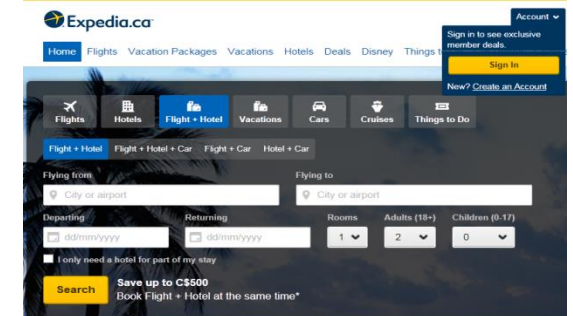 Expedia.ca
Account
Sign in to see exclusive
member deals.
Sign In
New? Create an Account
Home Flights Vacation Packages Vacations Hotels Deals Disney Things t
Flights Hotels Flight + Hotel Vacations Cars Cruises Things to Do
Flight + Hotel Flight + Hotel + Car Flight + Car Hotel + Car
Flying from Flying to
City or airport City or airport
Departing Returning Rooms Adults (18+) Children (0-17)
dd/mm/yyyy dd/mm/yyyy 1 2 0
I only need a hotel for part of my stay
Search
Save up to C$500
Book Flight + Hotel at the same time*